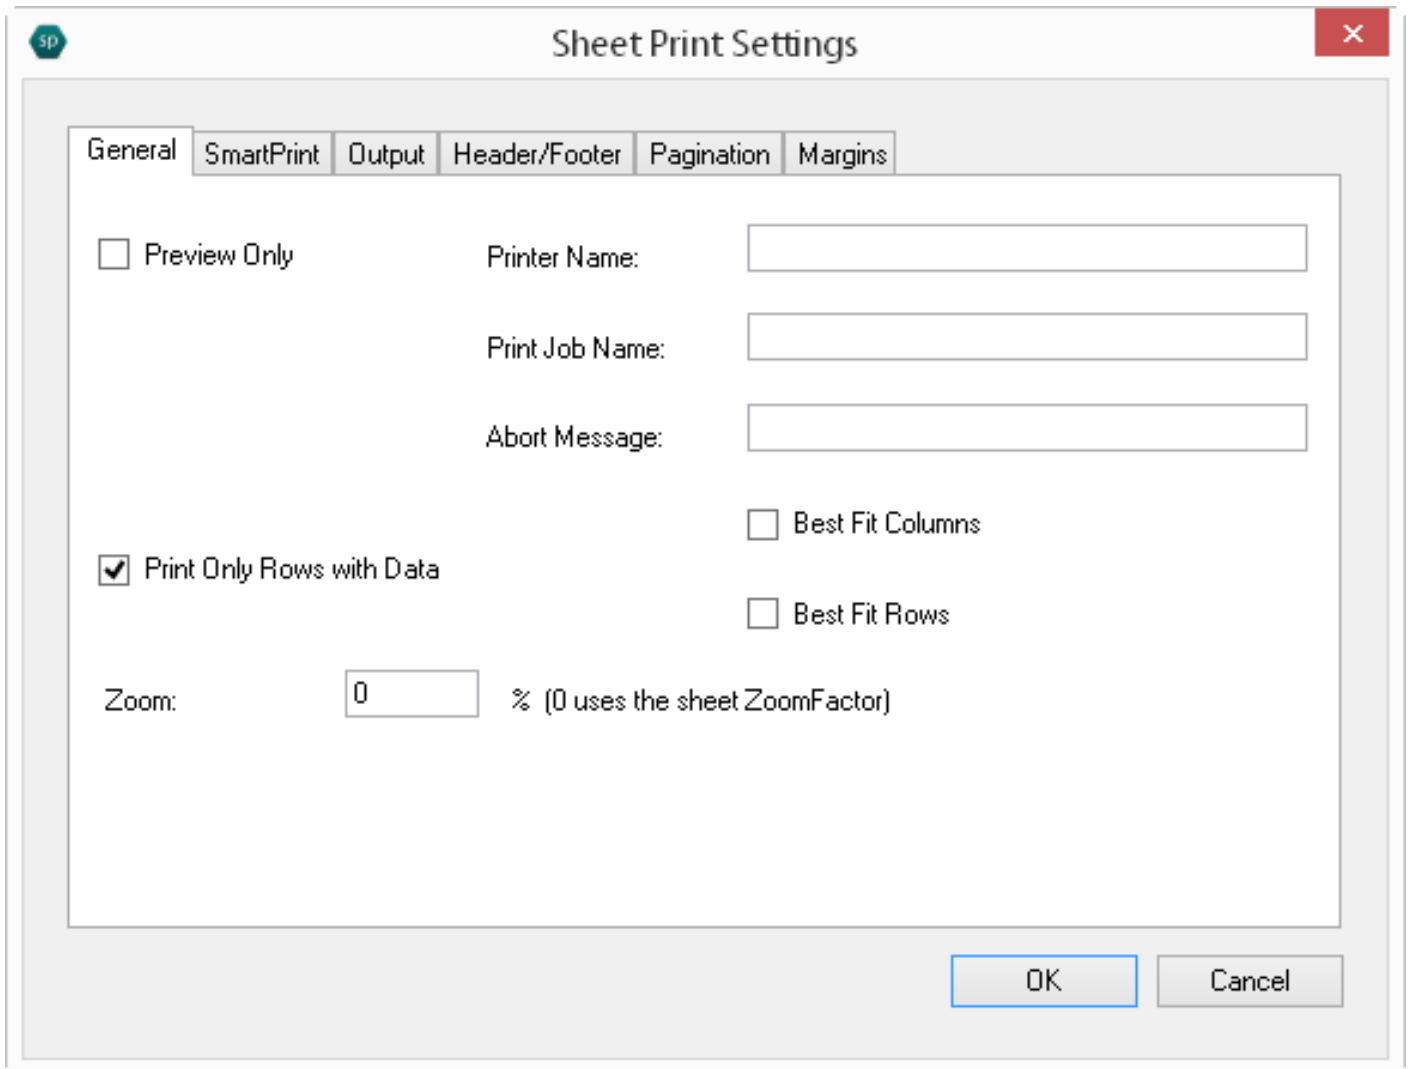 sp
Sheet Print Settings
General SmartPrint Output Header/Footer Pagination Margins
Preview Only
Printer Name:
Print Job Name:
Abort Message:
Best Fit Columns
Print Only Rows with Data
Best Fit Rows
Zoom: 0 % (0 uses the sheet ZoomFactor)
OK Cancel